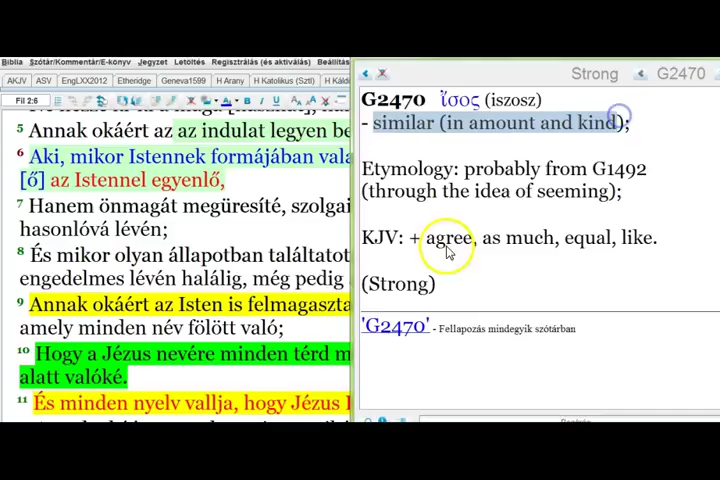 Biblia Szótár/Kommentár/E-könyv Jegyzet Letöltés Regisztrálás (és aktiválás) Beállítás
AKJV ASV EngLXX2012 Etheridge Geneva1599 H Arany H Katolikus (SztI) H Káldi
Fil 2:6
5 Annak okáért az az indulat legyen be
6 Aki, mikor Istennek formájában vala
[ő] az Istennel egyenlő,
7 Hanem önmagát megüresíté, szolgai
hasonlóvá lévén;
8 És mikor olyan állapotban találtatot
engedelmes lévén halálig, még pedig
9 Annak okáért az Isten is felmagaszta
amely minden név fölött való;
10 Hogy a Jézus nevére minden térd m
alatt valóké.
11 És minden nyelv vallja, hogy Jézus
Strong G2470
G2470 ἴσος (iszosz)
- similar (in amount and kind);
Etymology: probably from G1492
(through the idea of seeming);
KJV: + agree, as much, equal, like.
(Strong)
'G2470' - Fellapozás mindegyik szótárban